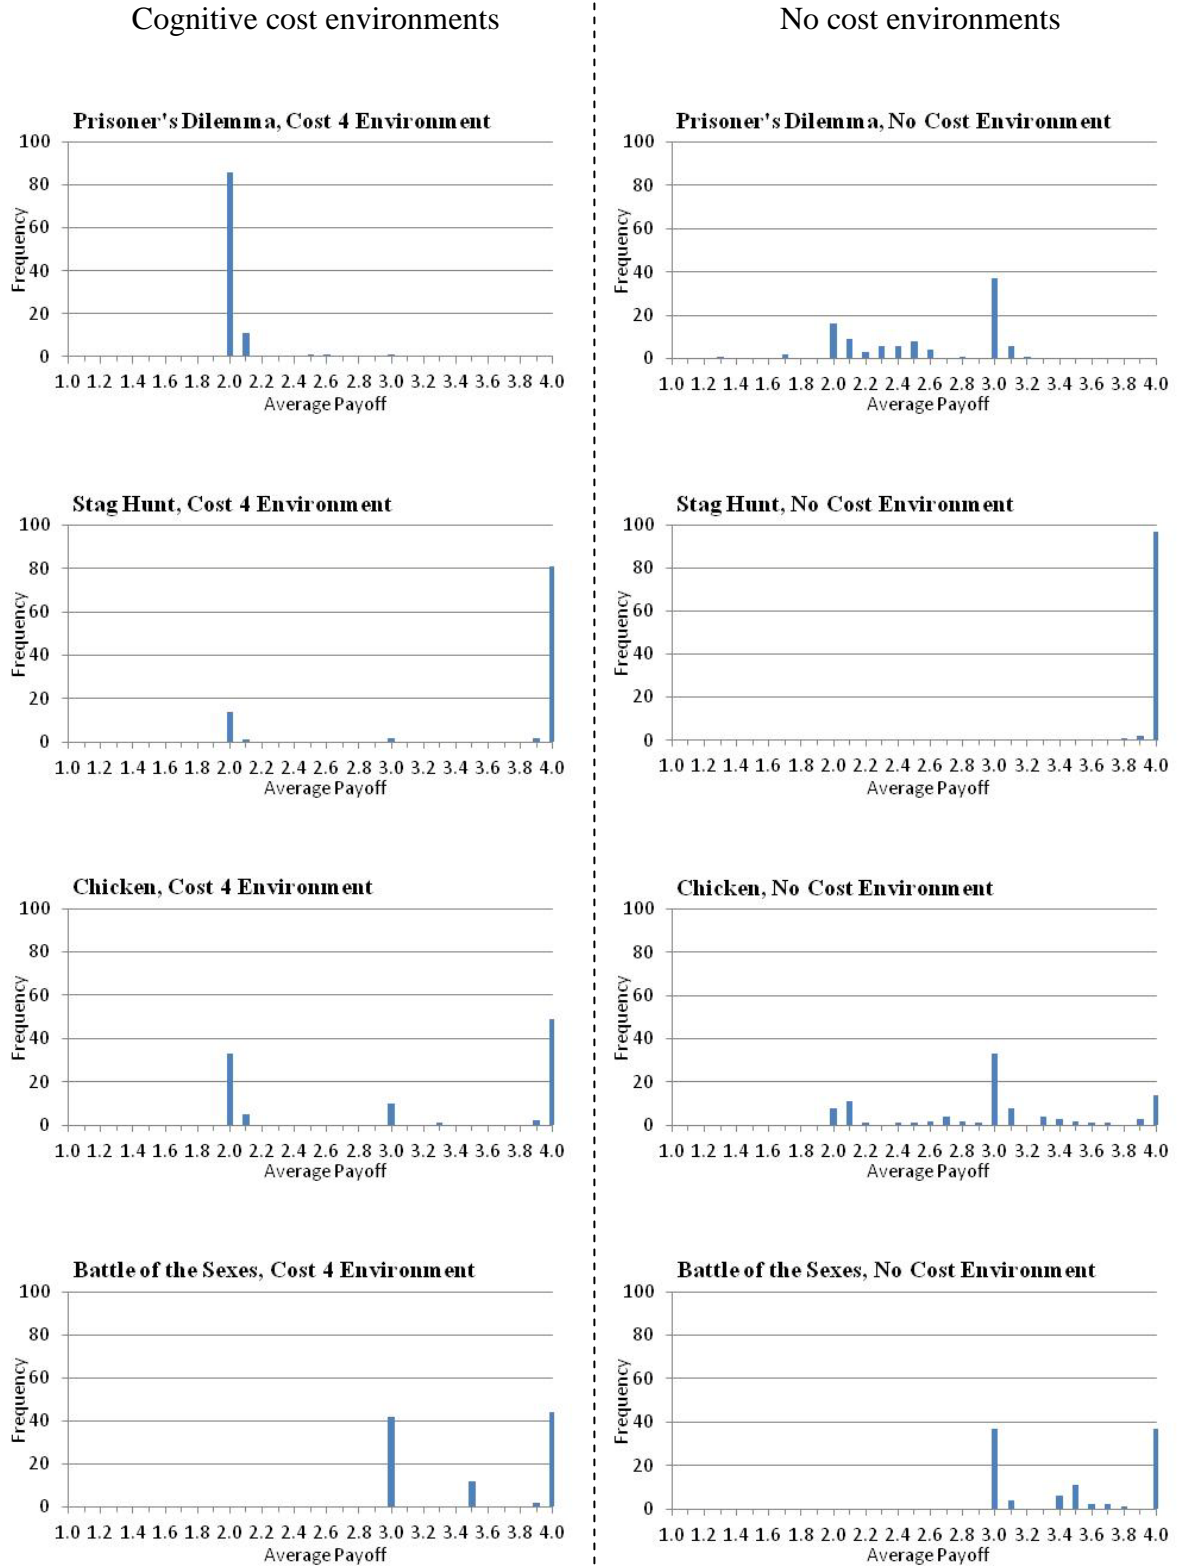 Cognitive cost environments
No cost environments
Prisoner's Dilemma, Cost 4 Environment
100
80
60
40
20
0
Frequency
1.0 1.2 1.4 1.6 1.8 2.0 2.2 2.4 2.6 2.8 3.0 3.2 3.4 3.6 3.8 4.0
Average Payoff
Prisoner's Dilemma, No Cost Environment
100
80
60
40
20
0
Frequency
1.0 1.2 1.4 1.6 1.8 2.0 2.2 2.4 2.6 2.8 3.0 3.2 3.4 3.6 3.8 4.0
Average Payoff
Stag Hunt, Cost 4 Environment
100
80
60
40
20
0
Frequency
1.0 1.2 1.4 1.6 1.8 2.0 2.2 2.4 2.6 2.8 3.0 3.2 3.4 3.6 3.8 4.0
Average Payoff
Stag Hunt, No Cost Environment
100
80
60
40
20
0
Frequency
1.0 1.2 1.4 1.6 1.8 2.0 2.2 2.4 2.6 2.8 3.0 3.2 3.4 3.6 3.8 4.0
Average Payoff
Chicken, Cost 4 Environment
100
80
60
40
20
0
Frequency
1.0 1.2 1.4 1.6 1.8 2.0 2.2 2.4 2.6 2.8 3.0 3.2 3.4 3.6 3.8 4.0
Average Payoff
Chicken, No Cost Environment
100
80
60
40
20
0
Frequency
1.0 1.2 1.4 1.6 1.8 2.0 2.2 2.4 2.6 2.8 3.0 3.2 3.4 3.6 3.8 4.0
Average Payoff
Battle of the Sexes, Cost 4 Environment
100
80
60
40
20
0
Frequency
1.0 1.2 1.4 1.6 1.8 2.0 2.2 2.4 2.6 2.8 3.0 3.2 3.4 3.6 3.8 4.0
Average Payoff
Battle of the Sexes, No Cost Environment
100
80
60
40
20
0
Frequency
1.0 1.2 1.4 1.6 1.8 2.0 2.2 2.4 2.6 2.8 3.0 3.2 3.4 3.6 3.8 4.0
Average Payoff